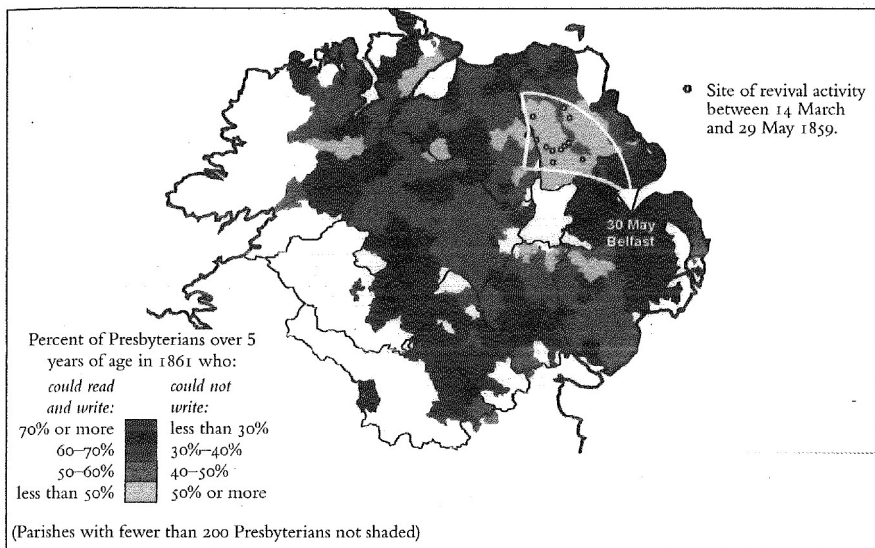 Site of revival activity
between 14 March
and 29 May 1859.
30 May
Belfast
Percent of Presbyterians over 5
years of age in 1861 who:
could read could not
and write: write:
70% or more less than 30%
60–70% 30%–40%
50–60% 40–50%
less than 50% 50% or more
(Parishes with fewer than 200 Presbyterians not shaded)